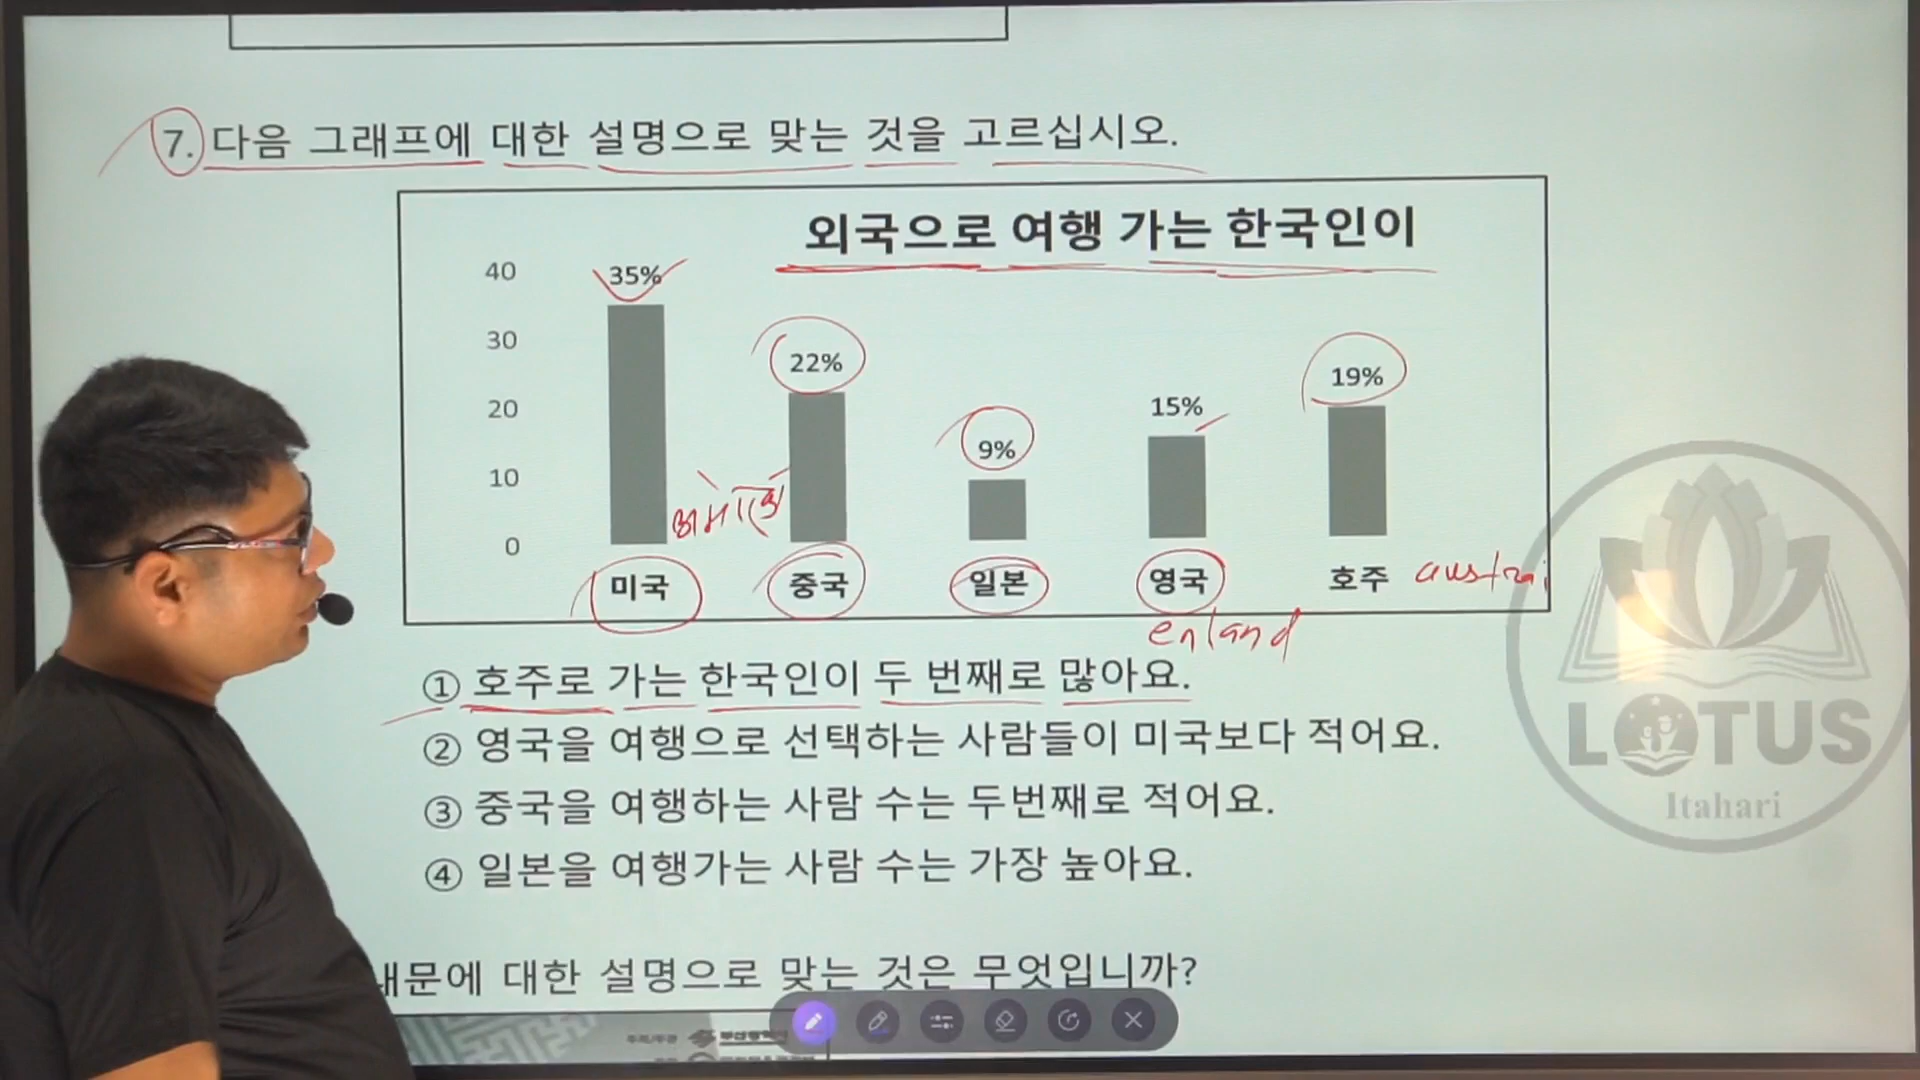 7. 다음 그래프에 대한 설명으로 맞는 것을 고르십시오.
외국으로 여행 가는 한국인이
40
30
20
10
0
35%
22%
9%
15%
19%
미국
중국
일본
영국
호주
austrai
enland
① 호주로 가는 한국인이 두 번째로 많아요.
② 영국을 여행으로 선택하는 사람들이 미국보다 적어요.
③ 중국을 여행하는 사람 수는 두번째로 적어요.
④ 일본을 여행가는 사람 수는 가장 높아요.
내문에 대한 설명으로 맞는 것은 무엇입니까?
LOTUS
Itahari